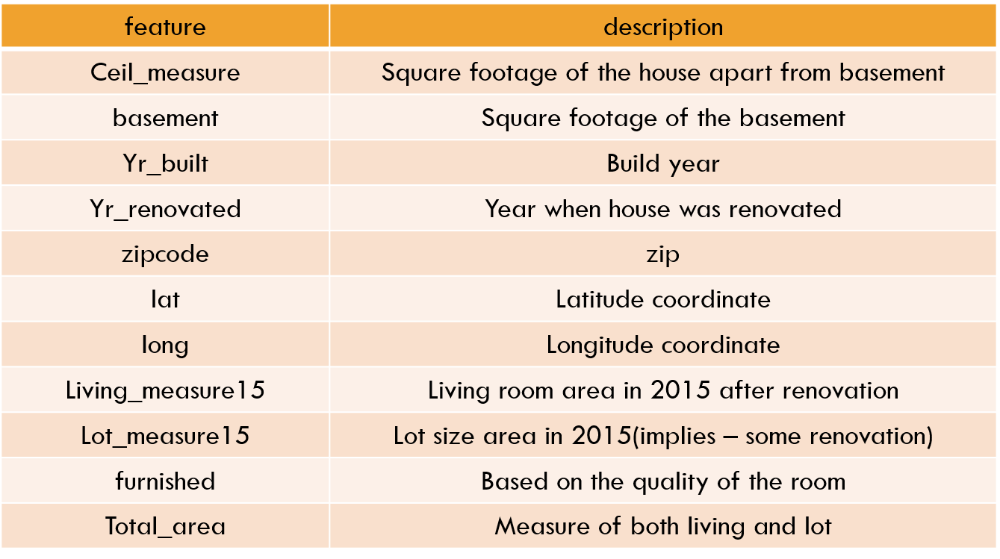 feature description
Ceil_measure Square footage of the house apart from basement
basement Square footage of the basement
Yr_built Build year
Yr_renovated Year when house was renovated
zipcode zip
lat Latitude coordinate
long Longitude coordinate
Living_measure15 Living room area in 2015 after renovation
Lot_measure15 Lot size area in 2015(implies – some renovation)
furnished Based on the quality of the room
Total_area Measure of both living and lot